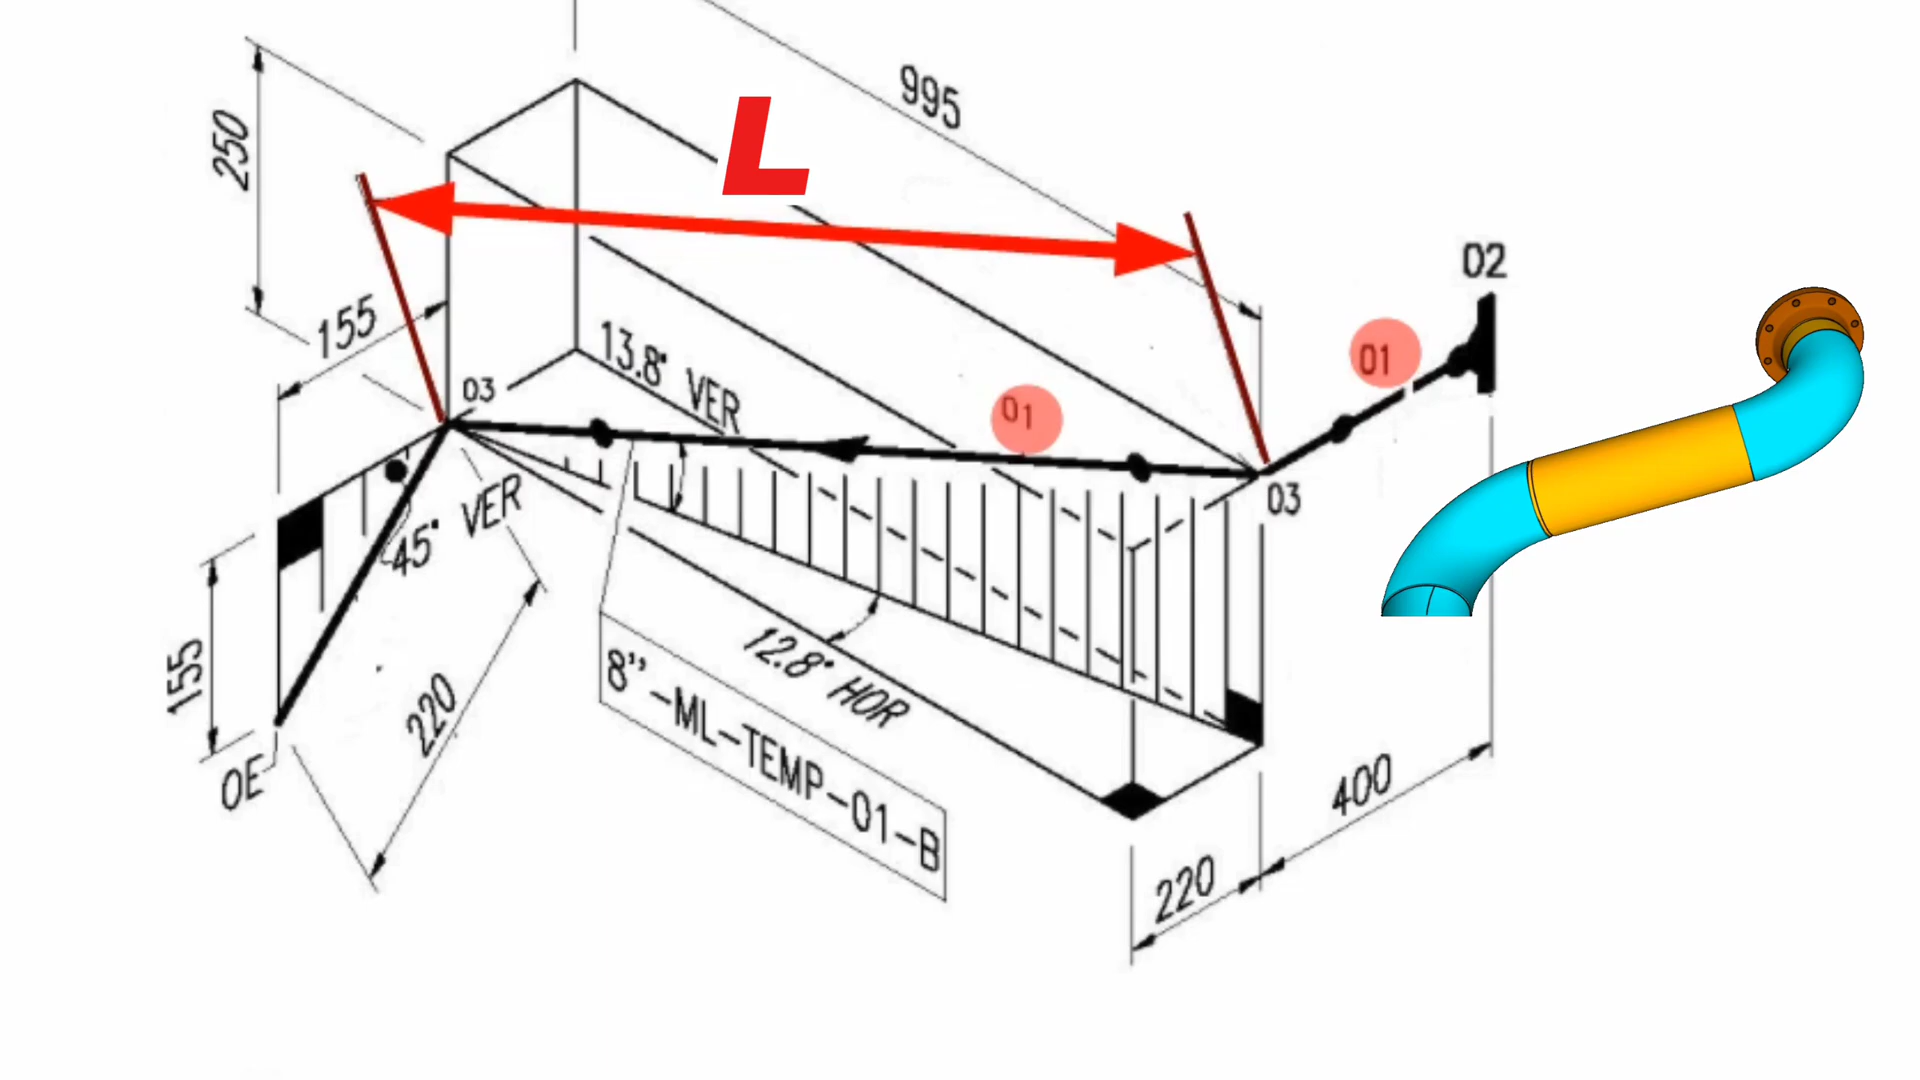 995
L
250
02
155
01
13.8° VER
03
01
03
45° VER
155
12.8° HOR
8”-ML-TEMP-01-B
220
OE
400
220